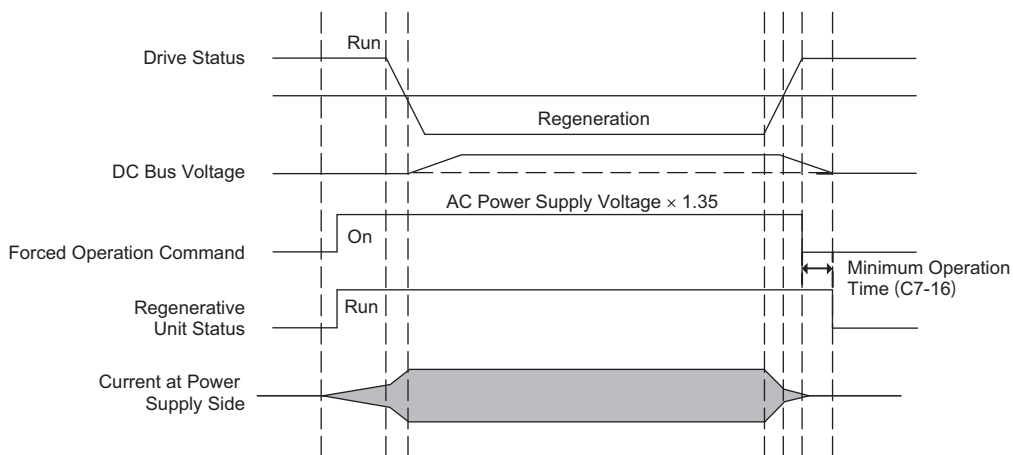 Run
Drive Status
Regeneration
DC Bus Voltage
AC Power Supply Voltage × 1.35
On
Forced Operation Command
Minimum Operation
Time (C7-16)
Run
Regenerative
Unit Status
Current at Power
Supply Side